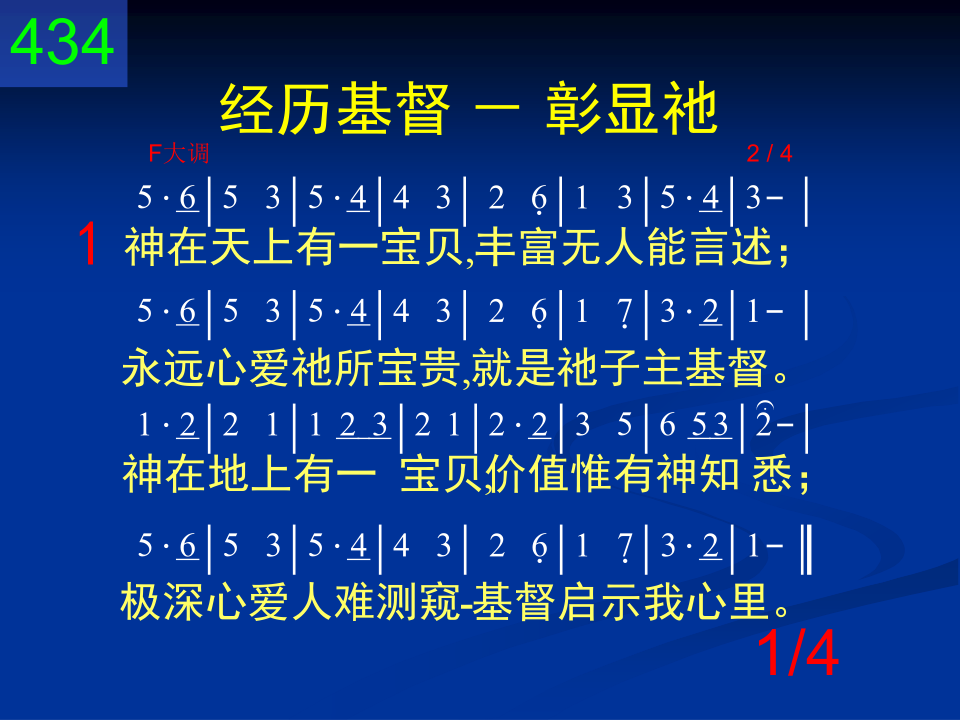 434
经历基督 － 彰显祂
F大调 2 / 4
5 · 6|5 3|5 · 4|4 3| 2 6̣|1 3|5 · 4|3- |
1 神在天上有一宝贝,丰富无人能言述；
5 · 6|5 3|5 · 4|4 3| 2 6̣|1 7̣|3 · 2|1- |
永远心爱祂所宝贵,就是祂子主基督。
1 · 2|2 1|1 2 3|2 1|2 · 2|3 5|6 5 3|2-|
神在地上有一 宝贝,价值惟有神知 悉；
5 · 6|5 3|5 · 4|4 3| 2 6̣|1 7̣|3 · 2|1- ‖
极深心爱人难测窥-基督启示我心里。
1/4